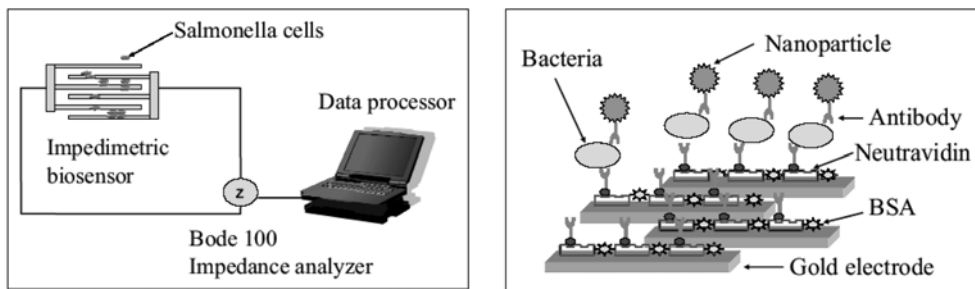 Salmonella cells
Impedimetric
biosensor
Data processor
Z
Bode 100
Impedance analyzer
Nanoparticle
Bacteria
Antibody
Neutravidin
BSA
Gold electrode